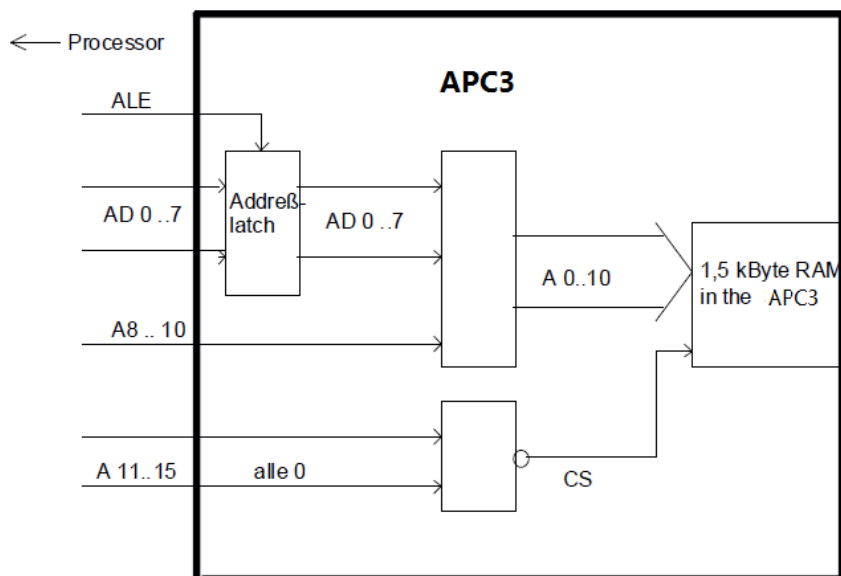 Processor
APC3
ALE
AD 0 ..7
Addreß-
latch
AD 0 ..7
A 0..10
1,5 kByte RAM
in the APC3
A8 .. 10
A 11..15
alle 0
CS